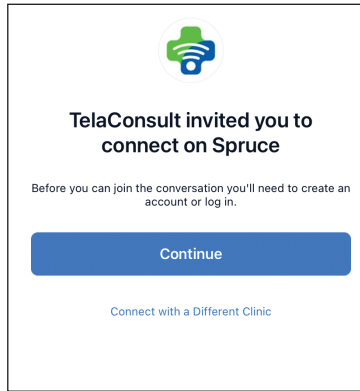 TelaConsult invited you to
connect on Spruce
Before you can join the conversation you'll need to create an
account or log in.
Continue
Connect with a Different Clinic